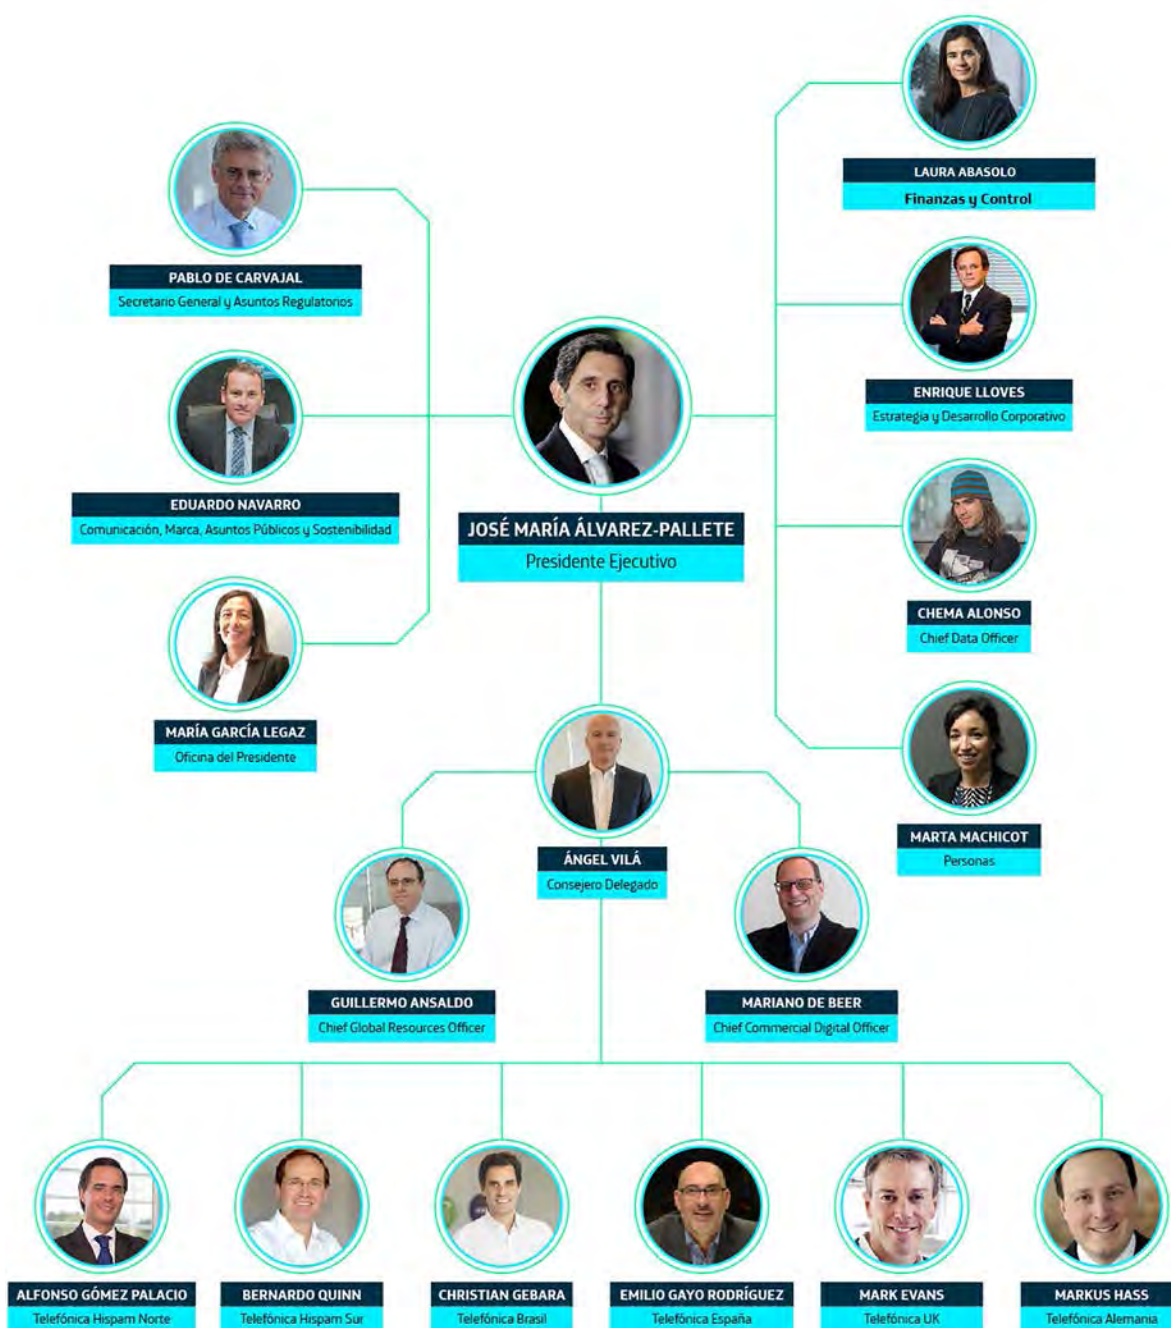 LAURA ABASOLO
Finanzas y Control
PABLO DE CARVAJAL
Secretario General y Asuntos Regulatorios
ENRIQUE LLOVES
Estrategia y Desarrollo Corporativo
EDUARDO NAVARRO
Comunicación, Marca, Asuntos Públicos y Sostenibilidad
JOSÉ MARÍA ÁLVAREZ-PALLETE
Presidente Ejecutivo
CHEMA ALONSO
Chief Data Officer
MARÍA GARCÍA LEGAZ
Oficina del Presidente
MARTA MACHICOT
Personas
ÁNGEL VILÁ
Consejero Delegado
GUILLERMO ANSALDO
Chief Global Resources Officer
MARIANO DE BEER
Chief Commercial Digital Officer
ALFONSO GÓMEZ PALACIO
Telefónica Hispam Norte
BERNARDO QUINN
Telefónica Hispam Sur
CHRISTIAN GEBARA
Telefónica Brasil
EMILIO GAYO RODRÍGUEZ
Telefónica España
MARK EVANS
Telefónica UK
MARKUS HASS
Telefónica Alemania